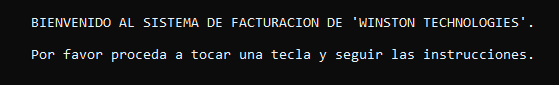 BIENVENIDO AL SISTEMA DE FACTURACION DE 'WINSTON TECHNOLOGIES'.
Por favor proceda a tocar una tecla y seguir las instrucciones.